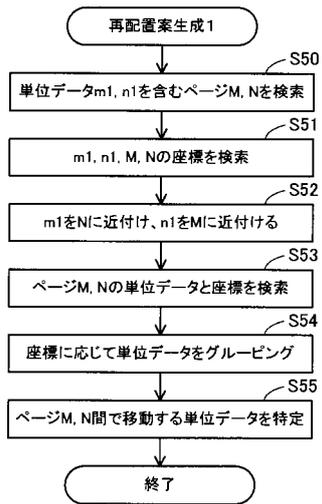 再配置案生成1
S50
単位データm1, n1を含むページM, Nを検索
S51
m1, n1, M, Nの座標を検索
S52
m1をNに近付け、n1をMに近付ける
S53
ページM, Nの単位データと座標を検索
S54
座標に応じて単位データをグルーピング
S55
ページM, N間で移動する単位データを特定
終了